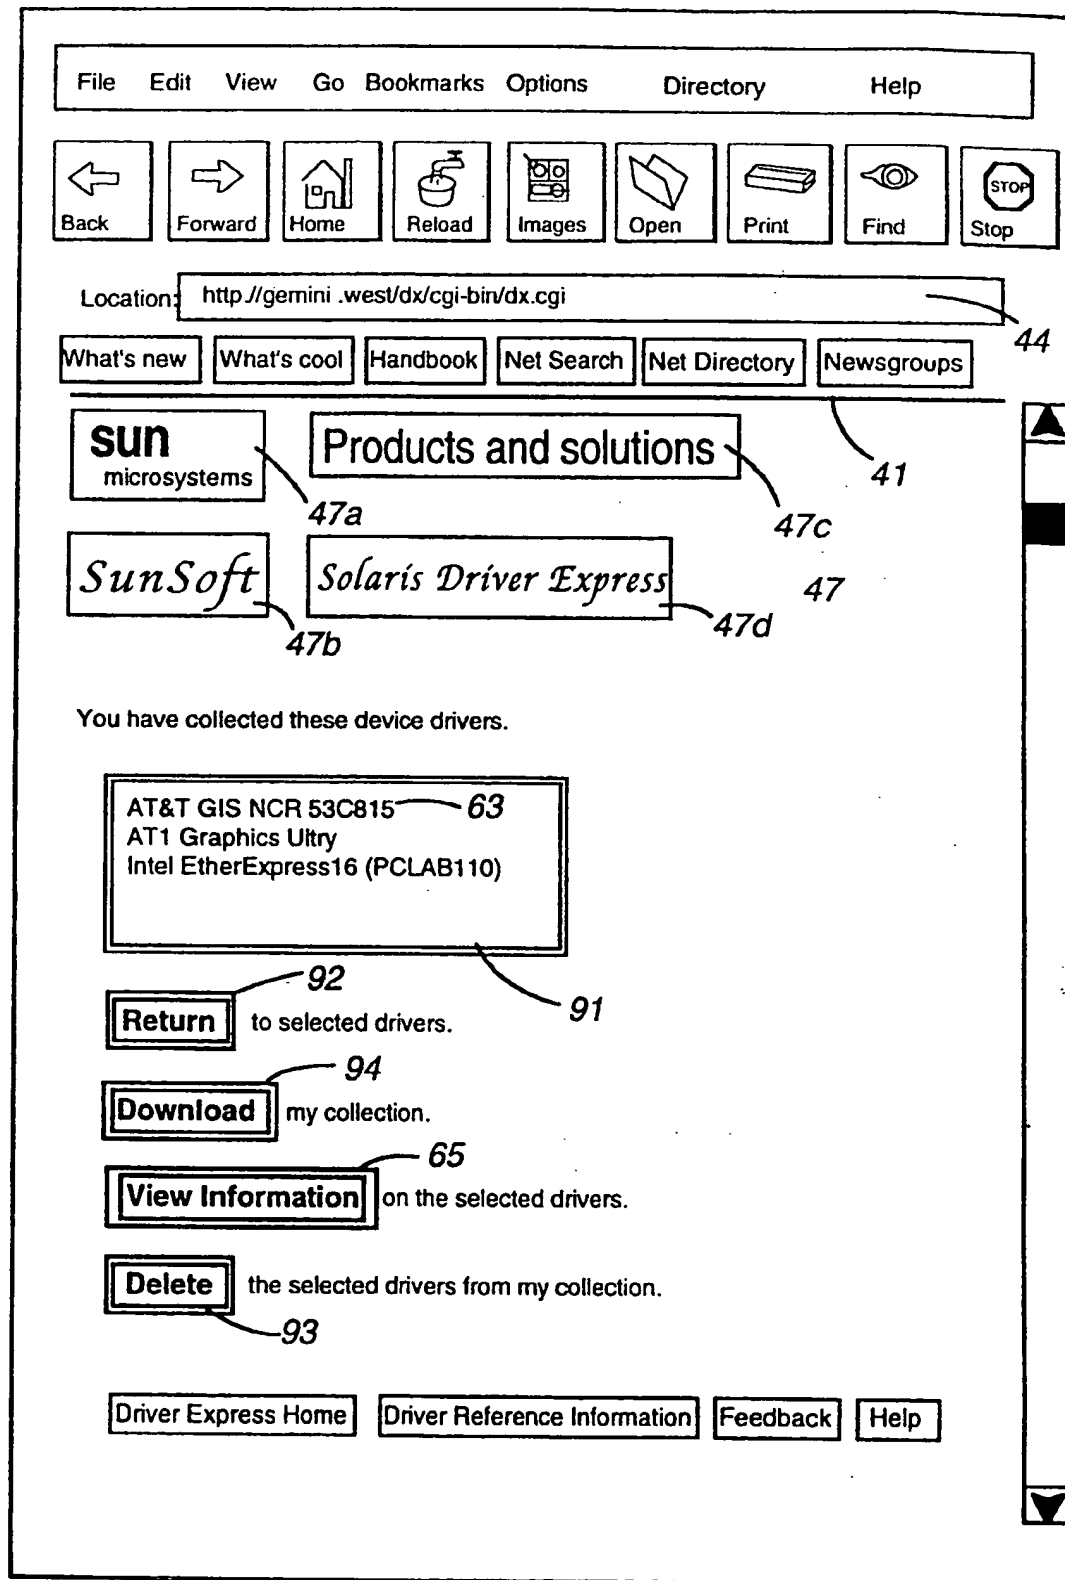 File Edit View Go Bookmarks Options Directory Help
Back Forward Home Reload Images Open Print Find STOP Stop
Location: http://gemini .west/dx/cgi-bin/dx.cgi
44
What's new What's cool Handbook Net Search Net Directory Newsgroups
41
sun
microsystems
Products and solutions
47a
47c
SunSoft
Solaris Driver Express
47
47b
47d
You have collected these device drivers.
AT&T GIS NCR 53C815 63
AT1 Graphics Ultry
Intel EtherExpress16 (PCLAB110)
92
91
Return to selected drivers.
94
Download my collection.
65
View Information on the selected drivers.
Delete the selected drivers from my collection.
93
Driver Express Home Driver Reference Information Feedback Help